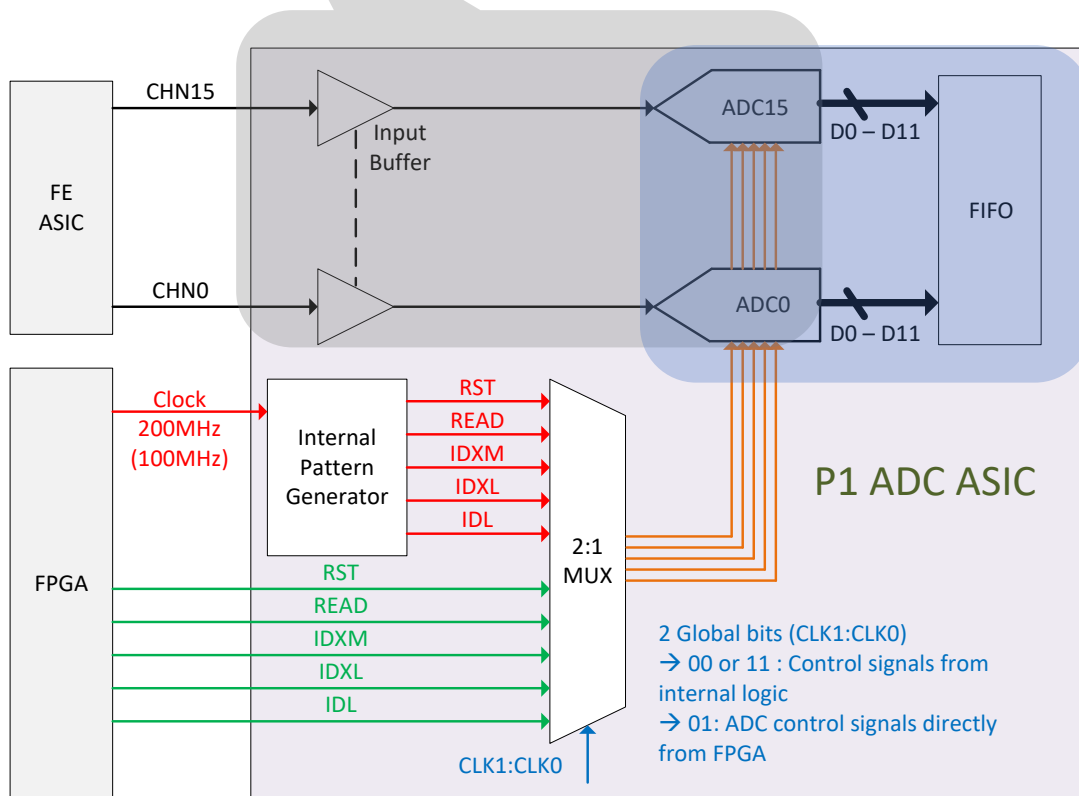 CHN15
ADC15
D0 – D11
Input
Buffer
FE
ASIC
FIFO
CHN0
ADC0
D0 – D11
Clock
200MHz
(100MHz)
Internal
Pattern
Generator
RST
READ
IDXM
IDXL
IDL
P1 ADC ASIC
2:1
MUX
FPGA
RST
READ
IDXM
IDXL
IDL
2 Global bits (CLK1:CLK0)
→ 00 or 11 : Control signals from
internal logic
→ 01: ADC control signals directly
from FPGA
CLK1:CLK0